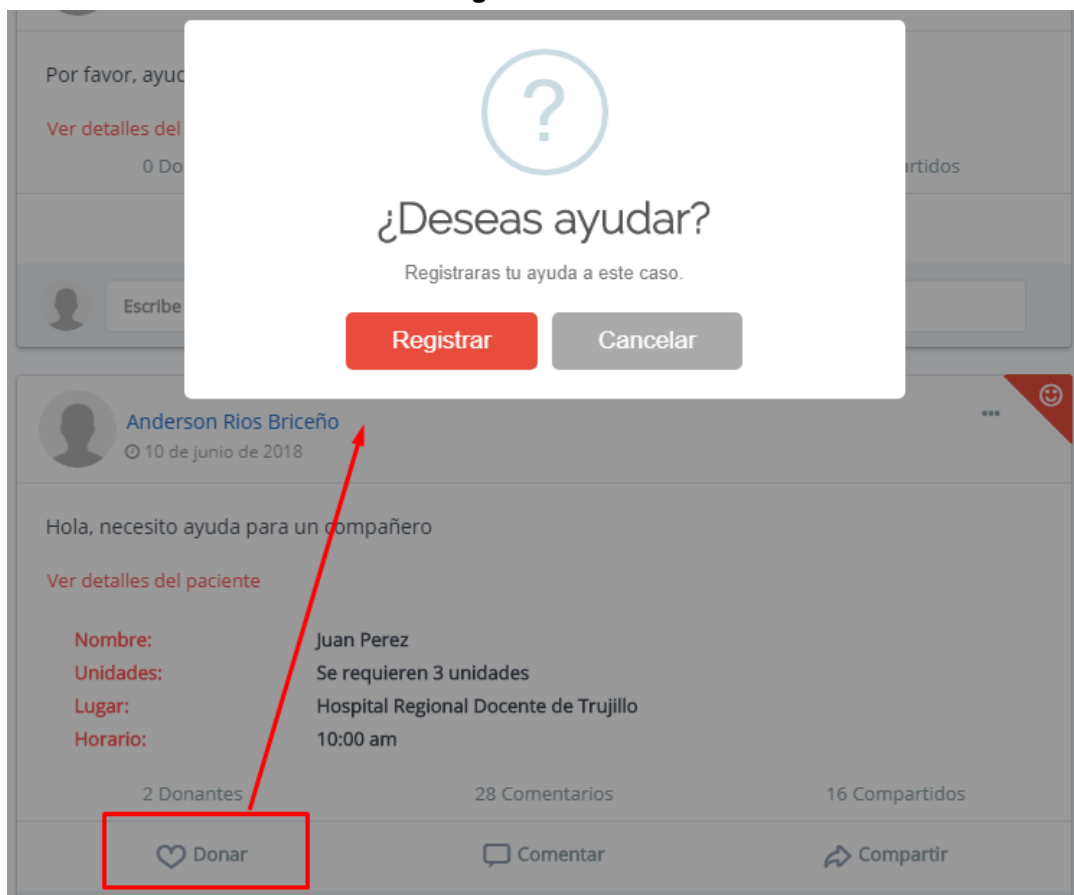 Por favor, ayud
Ver detalles del
0 Do
rtidos
?
¿Deseas ayudar?
Registraras tu ayuda a este caso.
Registrar Cancelar
Escribe
Anderson Rios Briceño
10 de junio de 2018
Hola, necesito ayuda para un compañero
Ver detalles del paciente
Nombre: Juan Perez
Unidades: Se requieren 3 unidades
Lugar: Hospital Regional Docente de Trujillo
Horario: 10:00 am
2 Donantes 28 Comentarios 16 Compartidos
Donar Comentar Compartir